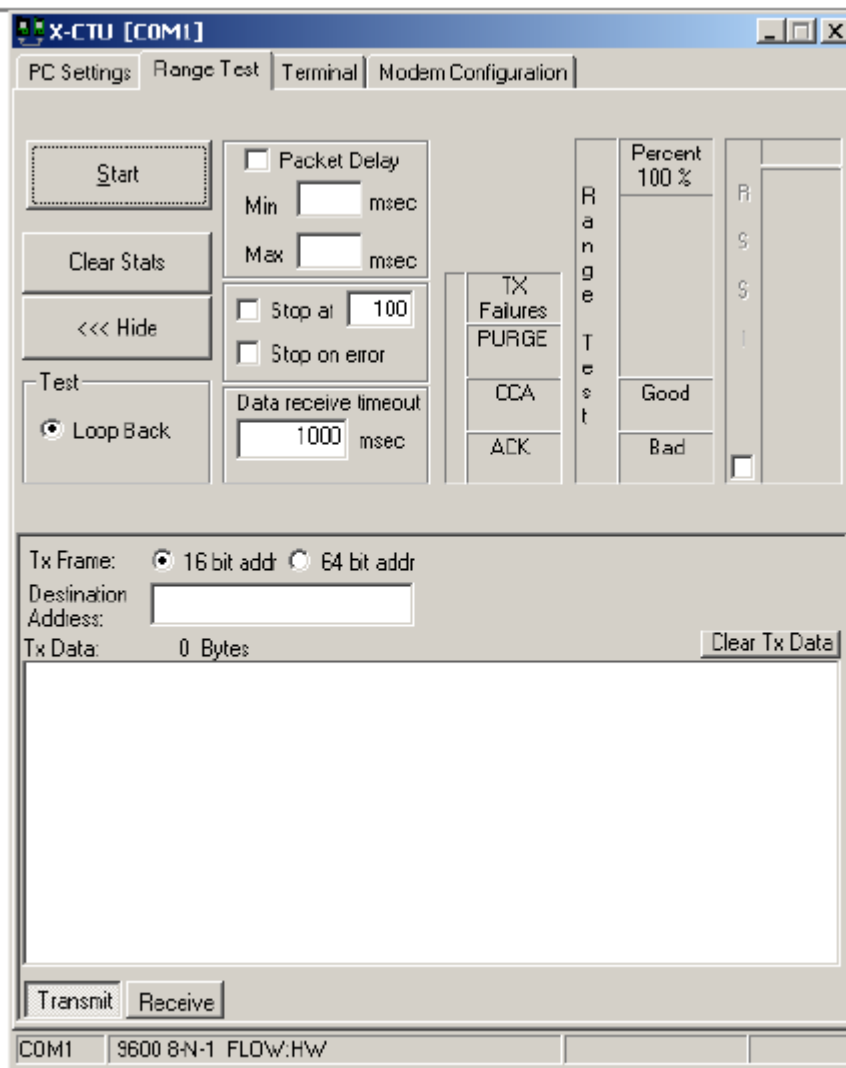 X-CTU [COM1]
PC Settings
Range Test
Terminal
Modem Configuration
Start
Clear Stats
<<< Hide
Test
Loop Back
Packet Delay
Min msec
Max msec
Stop at 100
Stop on error
Data receive timeout
1000 msec
TX
Failures
PURGE
CCA
ACK
Range Test
Percent
100 %
Good
Bad
RSSI
Tx Frame: 16 bit addr 64 bit addr
Destination
Address:
Tx Data: 0 Bytes
Clear Tx Data
Transmit
Receive
COM1
9600 8-N-1 FLOW:HW